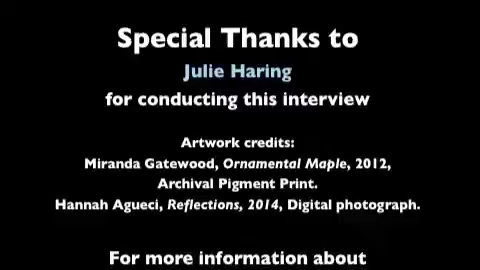 Special Thanks to
Julie Haring
for conducting this interview
Artwork credits:
Miranda Gatewood, Ornamental Maple, 2012,
Archival Pigment Print.
Hannah Agueci, Reflections, 2014, Digital photograph.
For more information about